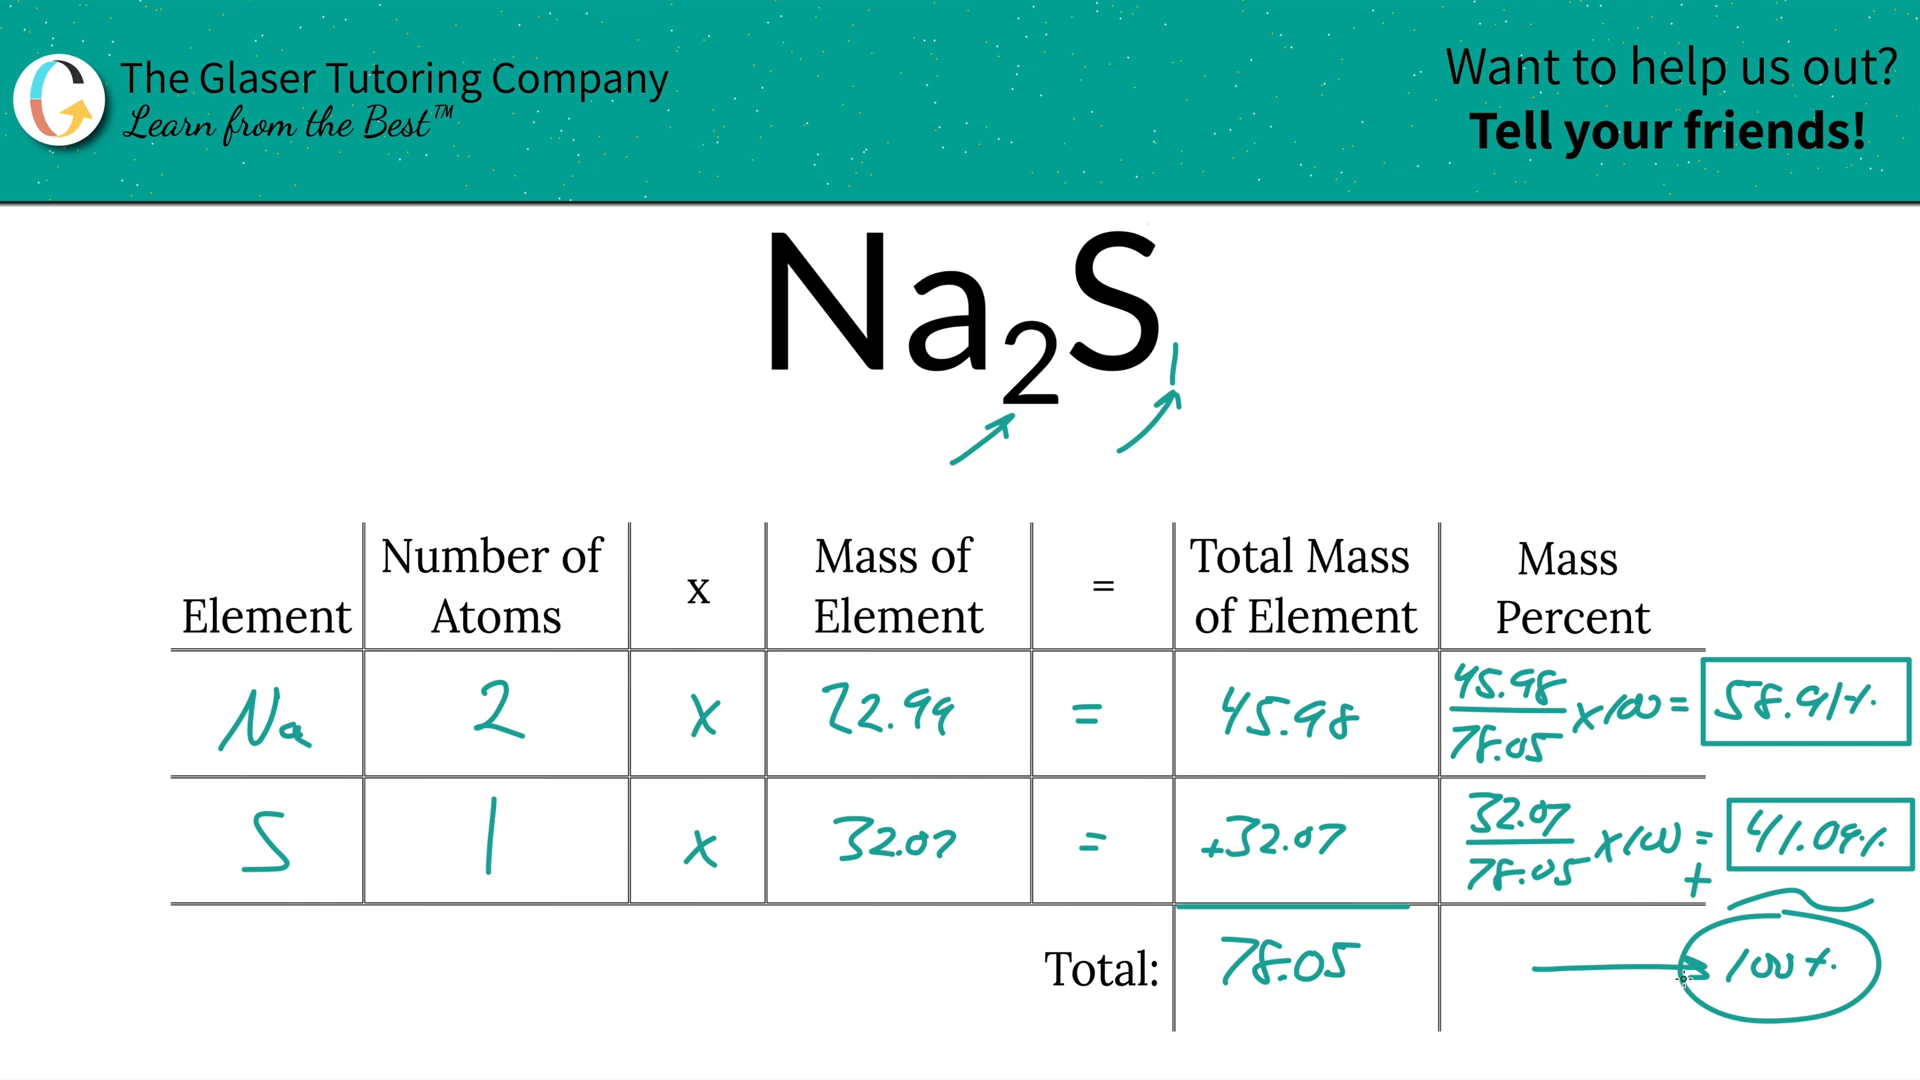 The Glaser Tutoring Company
Learn from the Best™
Want to help us out?
Tell your friends!
Na₂S₁
Element | Number of Atoms | x | Mass of Element | = | Total Mass of Element | Mass Percent
Na | 2 | x | 22.99 | = | 45.98 | 45.98/78.05 x100 = 58.91%
S | 1 | x | 32.07 | = | +32.07 | 32.07/78.05 x100 = 41.09%
+
Total: 78.05 100%